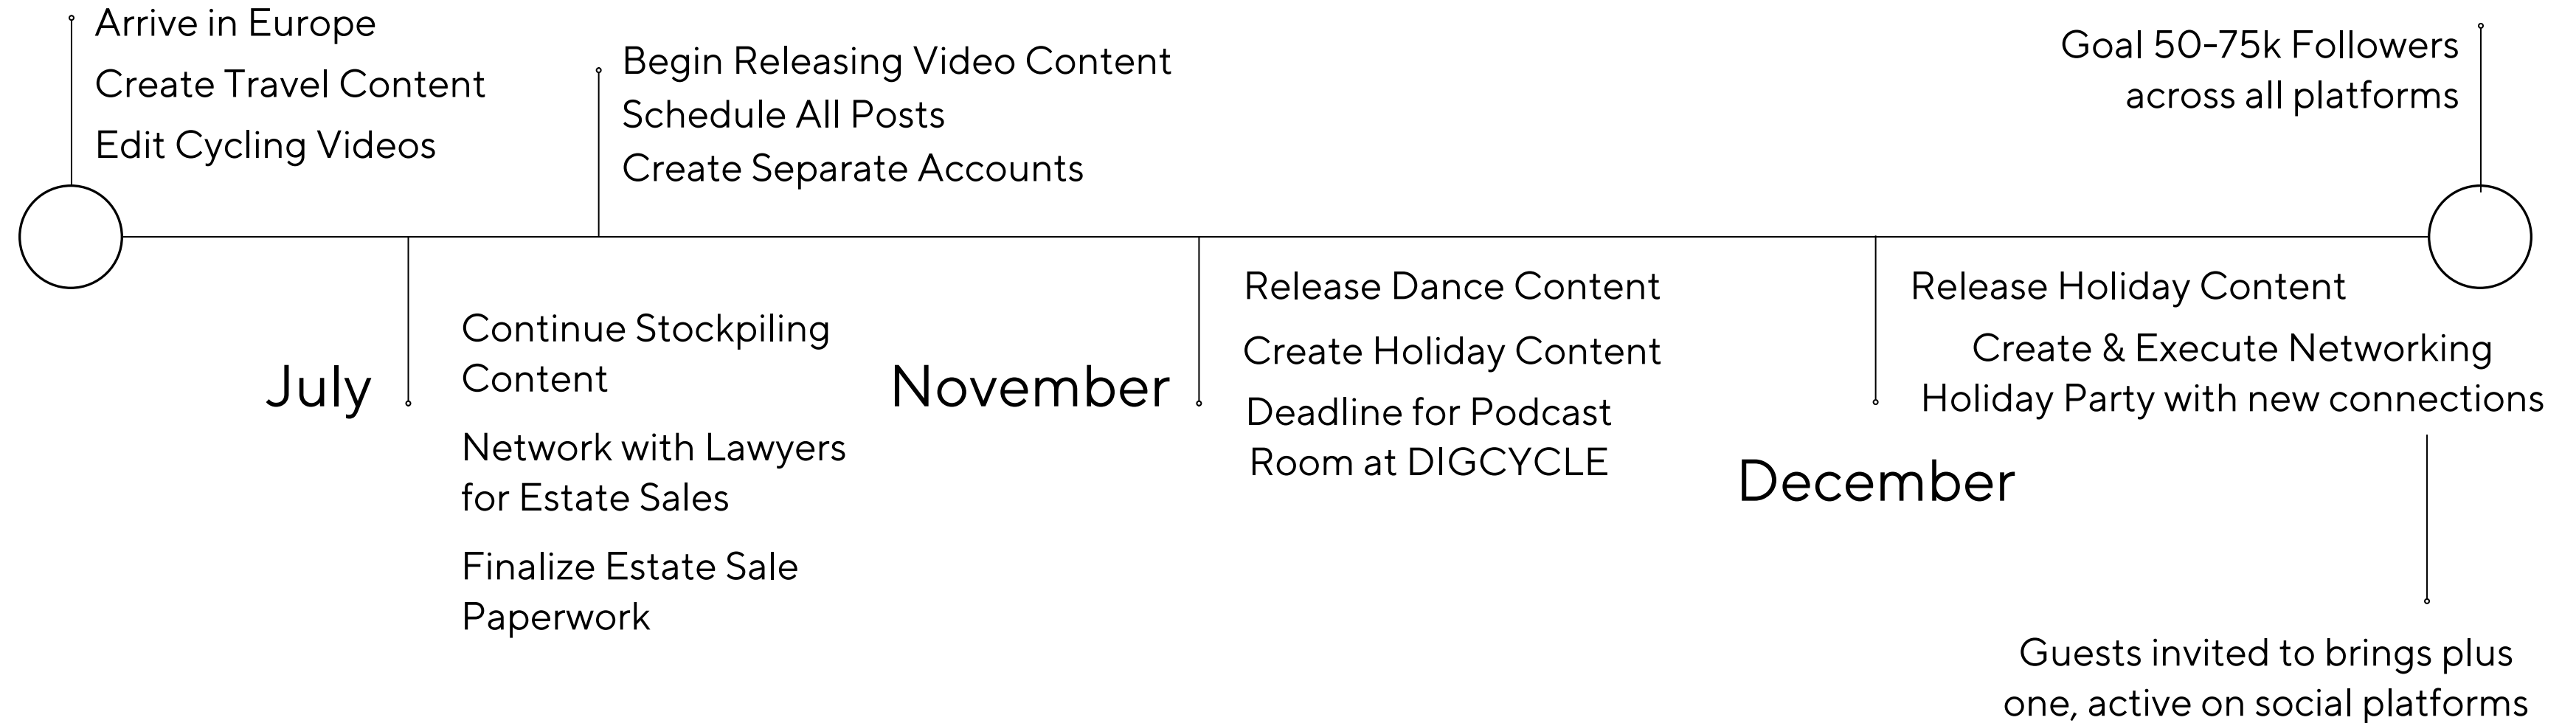 Arrive in Europe
Create Travel Content
Edit Cycling Videos
Begin Releasing Video Content
Schedule All Posts
Create Separate Accounts
Goal 50-75k Followers
across all platforms
July
Continue Stockpiling
Content
Network with Lawyers
for Estate Sales
Finalize Estate Sale
Paperwork
November
Release Dance Content
Create Holiday Content
Deadline for Podcast
Room at DIGCYCLE
December
Release Holiday Content
Create & Execute Networking
Holiday Party with new connections
Guests invited to brings plus
one, active on social platforms